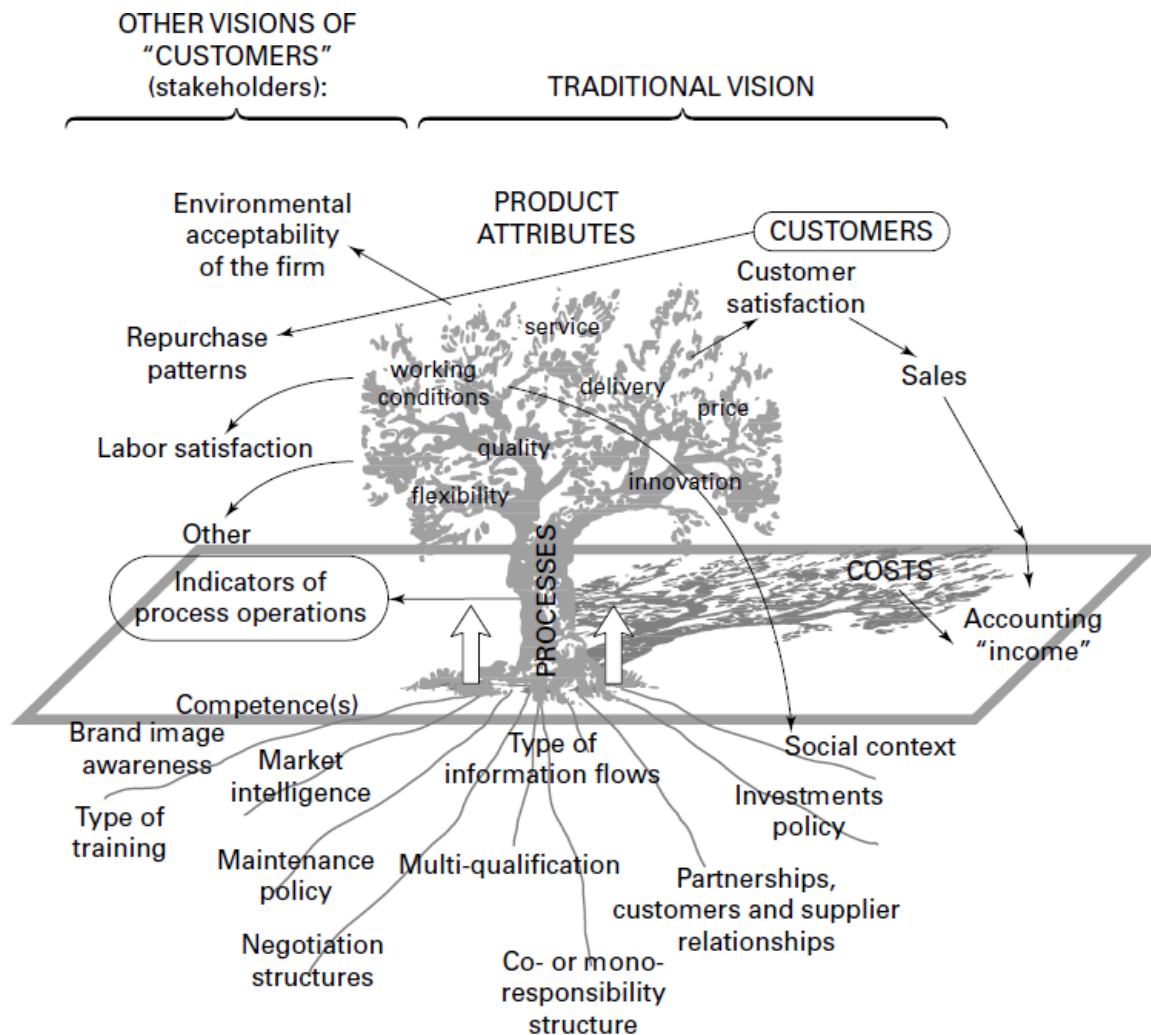 OTHER VISIONS OF
“CUSTOMERS”
(stakeholders):
TRADITIONAL VISION
Environmental
acceptability
of the firm
PRODUCT
ATTRIBUTES
CUSTOMERS
Customer
satisfaction
Repurchase
patterns
service
working
conditions
delivery
price
Sales
Labor satisfaction
quality
flexibility
innovation
Other
Indicators of
process operations
PROCESSES
COSTS
Accounting
“income”
Competence(s)
Brand image
awareness
Market
intelligence
Type of
information flows
Social context
Type of
training
Investments
policy
Maintenance
policy
Multi-qualification
Partnerships,
customers and supplier
relationships
Negotiation
structures
Co- or mono-
responsibility
structure